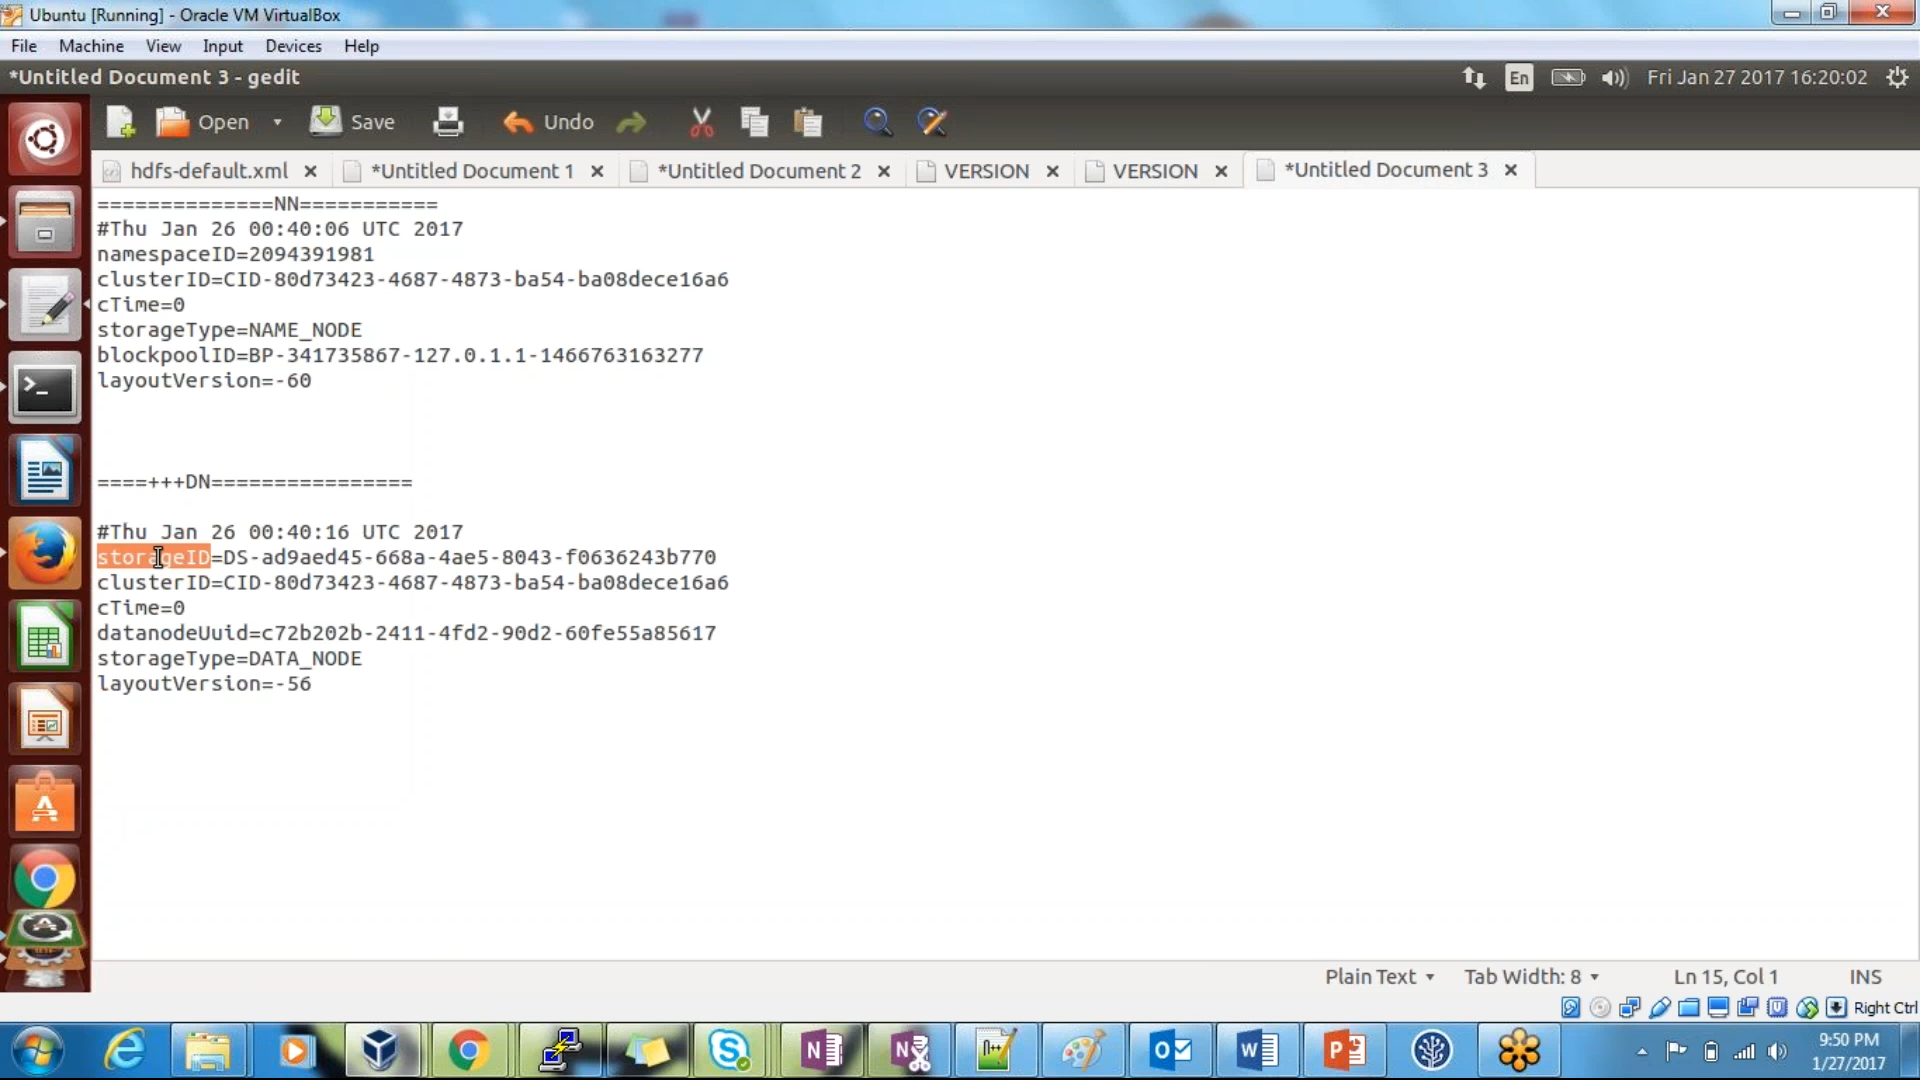 Ubuntu [Running] - Oracle VM VirtualBox
File Machine View Input Devices Help
*Untitled Document 3 - gedit
En
Fri Jan 27 2017 16:20:02
Open Save Undo
hdfs-default.xml *Untitled Document 1 *Untitled Document 2 VERSION VERSION *Untitled Document 3
==============NN===========
#Thu Jan 26 00:40:06 UTC 2017
namespaceID=2094391981
clusterID=CID-80d73423-4687-4873-ba54-ba08dece16a6
cTime=0
storageType=NAME_NODE
blockpoolID=BP-341735867-127.0.1.1-1466763163277
layoutVersion=-60
====+++DN================
#Thu Jan 26 00:40:16 UTC 2017
storageID=DS-ad9aed45-668a-4ae5-8043-f0636243b770
clusterID=CID-80d73423-4687-4873-ba54-ba08dece16a6
cTime=0
datanodeUuid=c72b202b-2411-4fd2-90d2-60fe55a85617
storageType=DATA_NODE
layoutVersion=-56
Plain Text Tab Width: 8 Ln 15, Col 1 INS
Right Ctrl
9:50 PM
1/27/2017